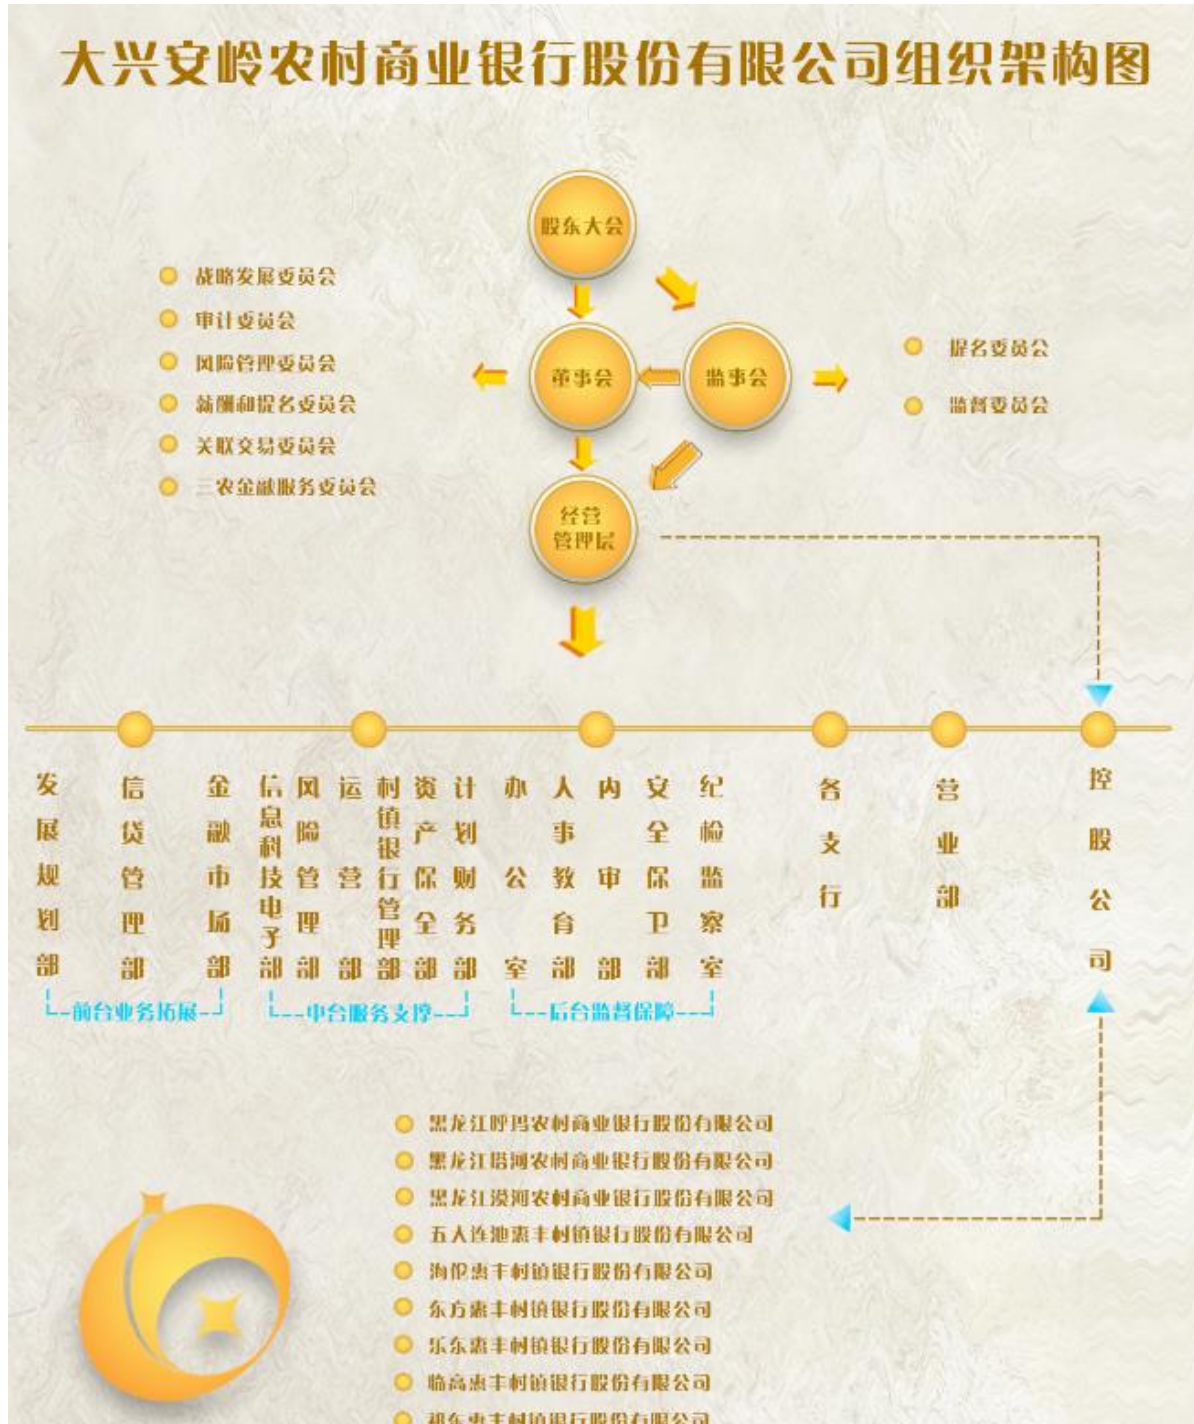 大兴安岭农村商业银行股份有限公司组织架构图
股东大会
战略发展委员会
审计委员会
风险管理委员会
薪酬和提名委员会
关联交易委员会
三农金融服务委员会
董事会
监事会
提名委员会
监督委员会
经营
管理层
发展规划部
信贷管理部
金融市场部
信息科技电子部
风险管理部
运营部
村镇银行管理部
资产保全部
计划财务部
办公室
人事教育部
内审部
安全保卫部
纪检监察室
各支行
营业部
控股公司
前台业务拓展
中台服务支撑
后台监督保障
黑龙江呼玛农村商业银行股份有限公司
黑龙江塔河农村商业银行股份有限公司
黑龙江漠河农村商业银行股份有限公司
五大连池惠丰村镇银行股份有限公司
海伦惠丰村镇银行股份有限公司
东方惠丰村镇银行股份有限公司
乐东惠丰村镇银行股份有限公司
临高惠丰村镇银行股份有限公司
祁东惠丰村镇银行股份有限公司